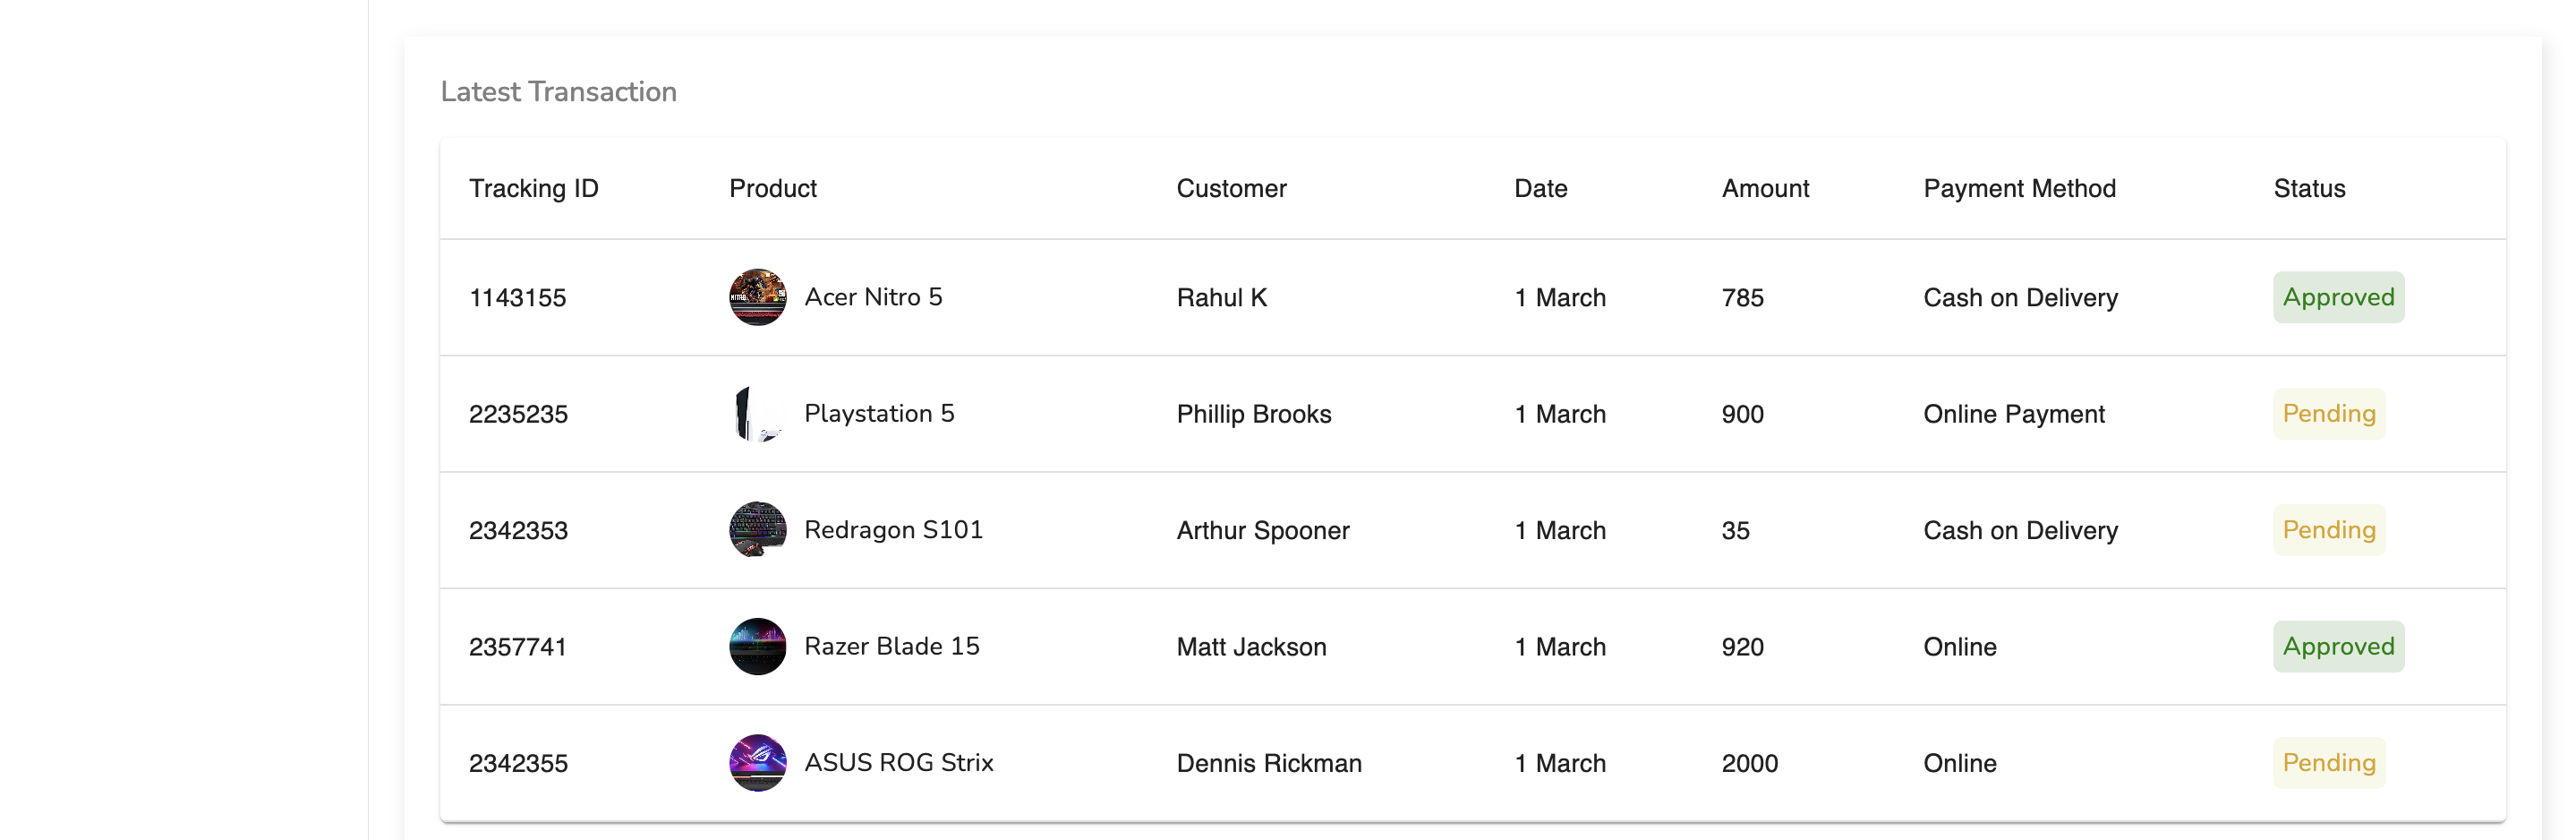 Latest Transaction
Tracking ID Product Customer Date Amount Payment Method Status
1143155 Acer Nitro 5 Rahul K 1 March 785 Cash on Delivery Approved
2235235 Playstation 5 Phillip Brooks 1 March 900 Online Payment Pending
2342353 Redragon S101 Arthur Spooner 1 March 35 Cash on Delivery Pending
2357741 Razer Blade 15 Matt Jackson 1 March 920 Online Approved
2342355 ASUS ROG Strix Dennis Rickman 1 March 2000 Online Pending